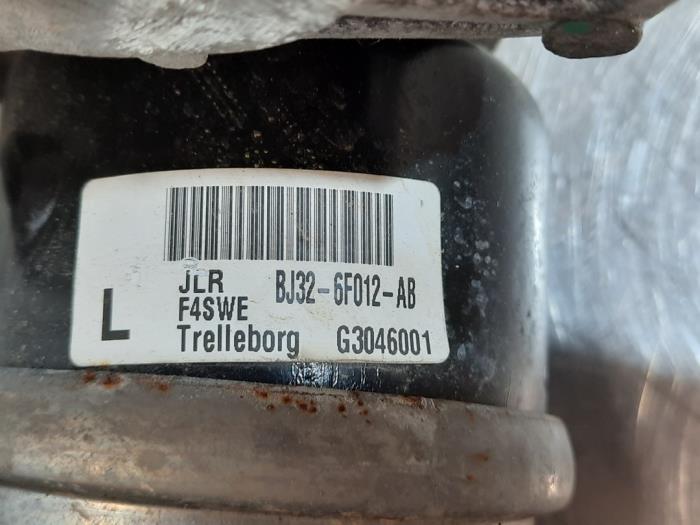 JLR BJ32-6F012-AB
F4SWE
L
Trelleborg G3046001